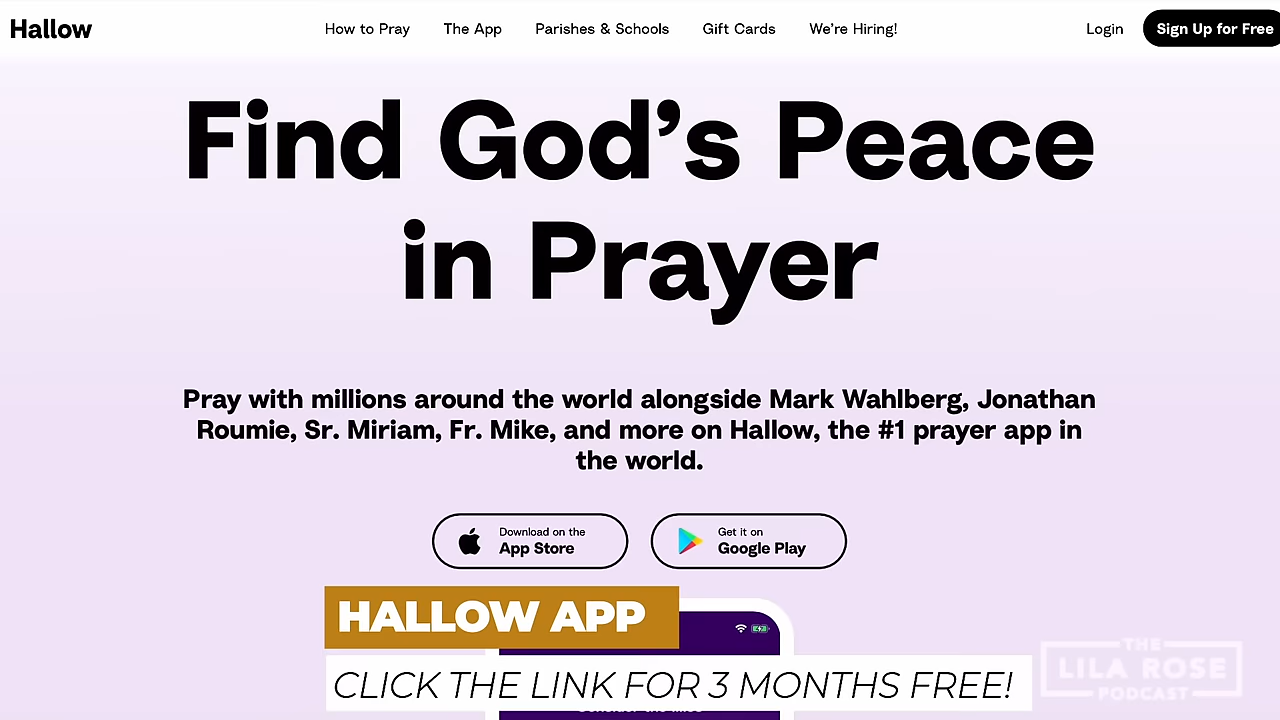 Hallow
How to Pray
The App
Parishes & Schools
Gift Cards
We're Hiring!
Login
Sign Up for Free
Find God’s Peace
in Prayer
Pray with millions around the world alongside Mark Wahlberg, Jonathan
Roumie, Sr. Miriam, Fr. Mike, and more on Hallow, the #1 prayer app in
the world.
Download on the
App Store
Get it on
Google Play
HALLOW APP
CLICK THE LINK FOR 3 MONTHS FREE!
THE
LILA ROSE
PODCAST